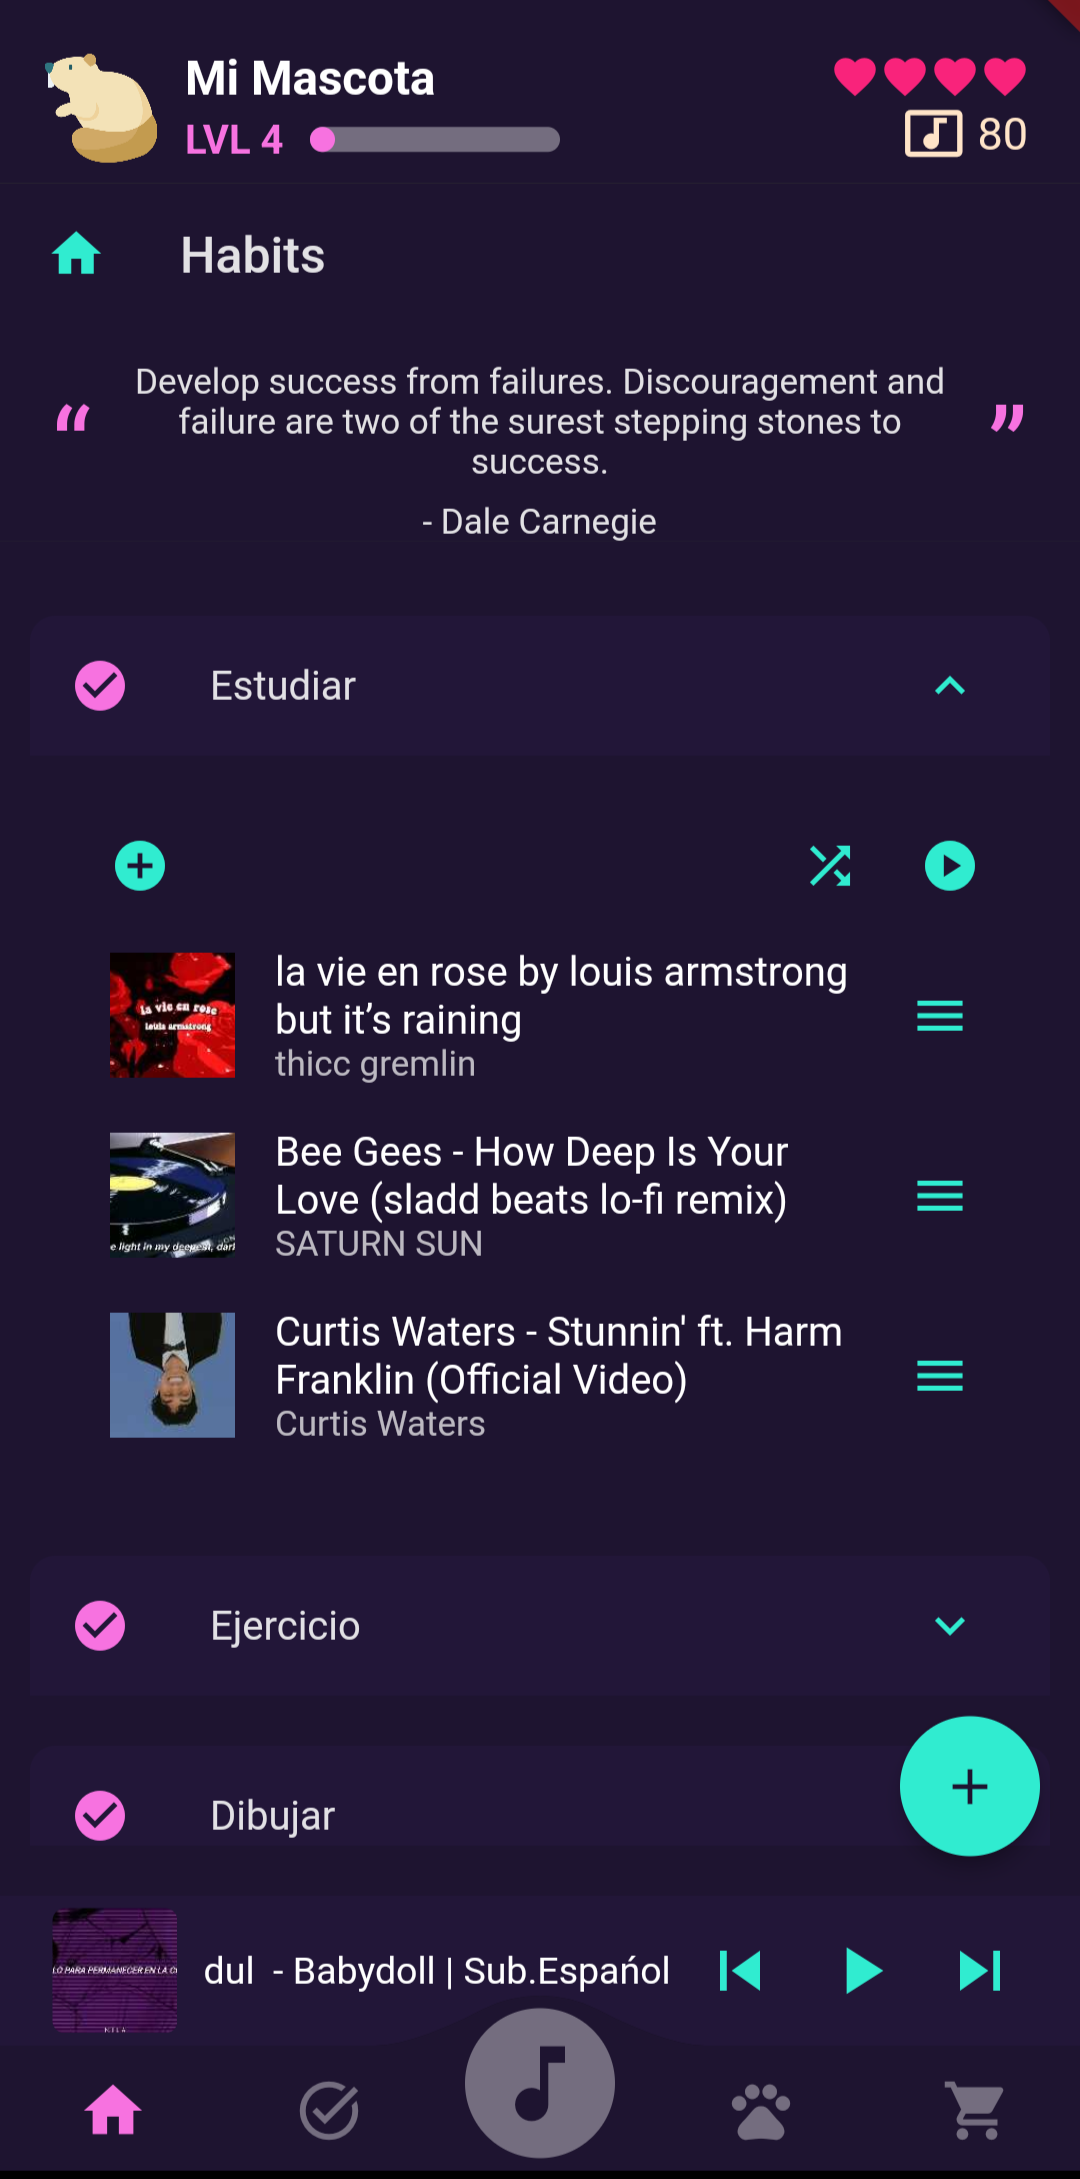 Mi Mascota
LVL 4
80
Habits
“
Develop success from failures. Discouragement and
failure are two of the surest stepping stones to
success.
”
- Dale Carnegie
Estudiar
la vie en rose by louis armstrong
but it’s raining
thicc gremlin
la vie en rose
louis armstrong
Bee Gees - How Deep Is Your
Love (sladd beats lo-fi remix)
SATURN SUN
e light in my deepest, dark
Curtis Waters - Stunnin' ft. Harm
Franklin (Official Video)
Curtis Waters
Ejercicio
Dibujar
LO PARA PERMANECER EN LA
dul - Babydoll | Sub.Espańol